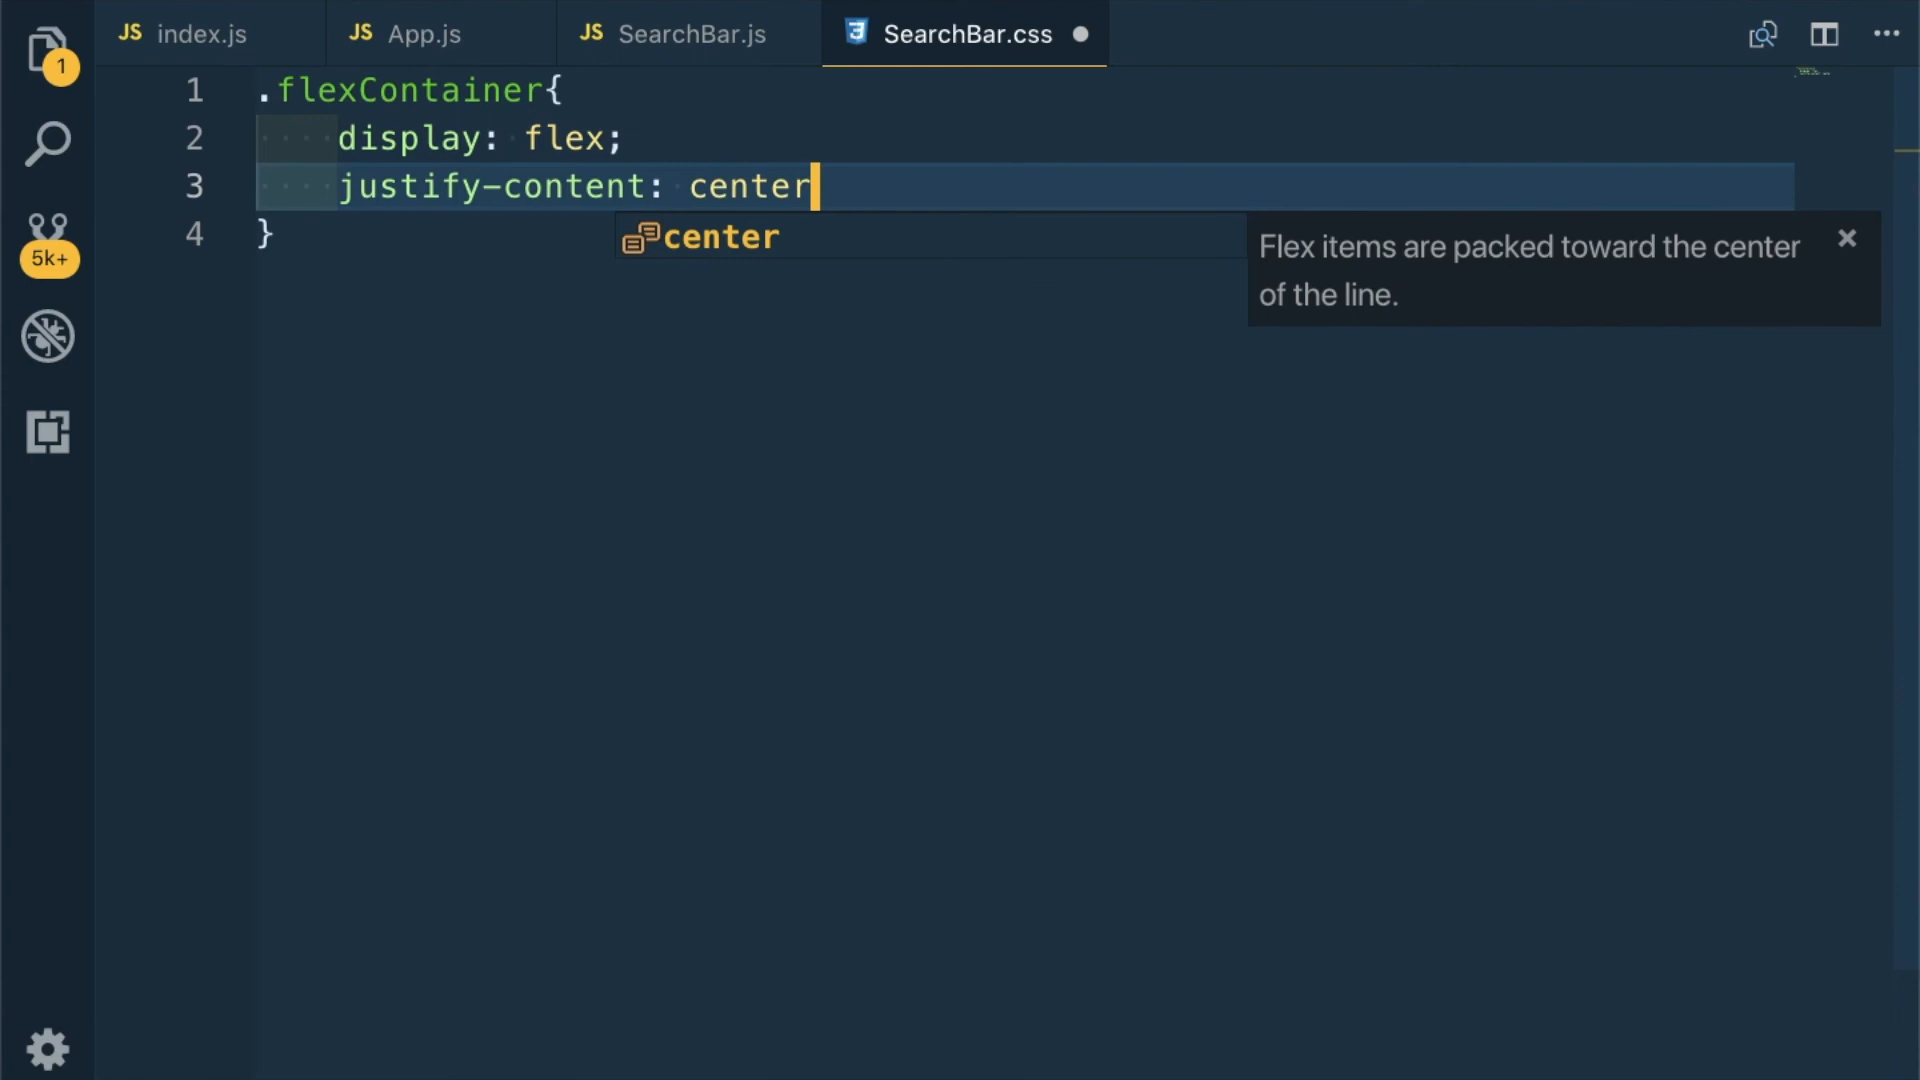 JS index.js
JS App.js
JS SearchBar.js
3 SearchBar.css
1
5k+
1 .flexContainer{
2 display: flex;
3 justify-content: center
4 }
center
Flex items are packed toward the center
of the line.